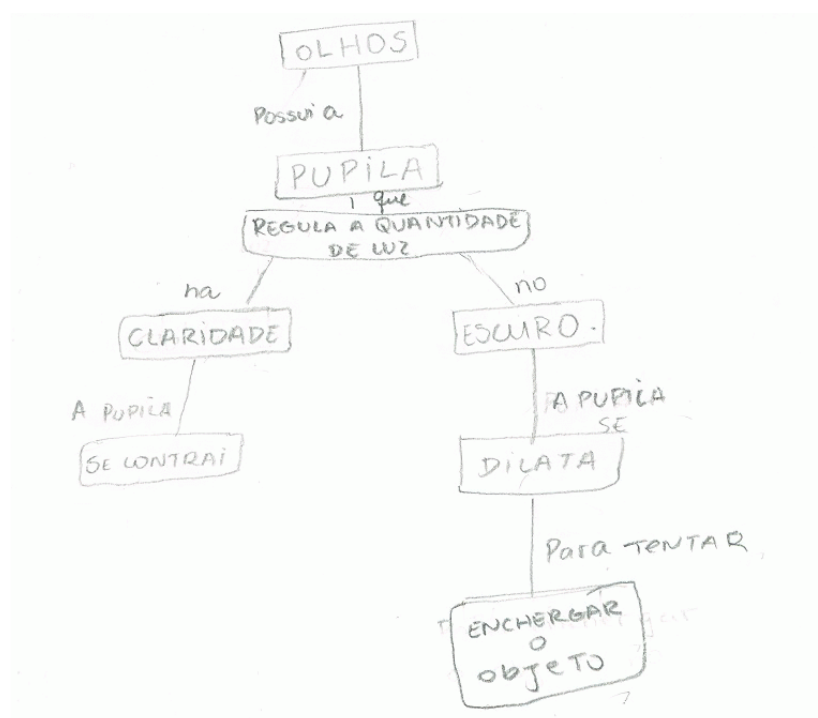 OLHOS
Possui a
PUPiLA
que
REGULA A QUANTIDADE
DE LUZ
na
no
CLARIDADE
ESCURO.
A PUPiLA
A PUPiLA
SE
SE CONTRAi
DiLATA
Para TENTAR
ENCHERGAR
O
objeTO